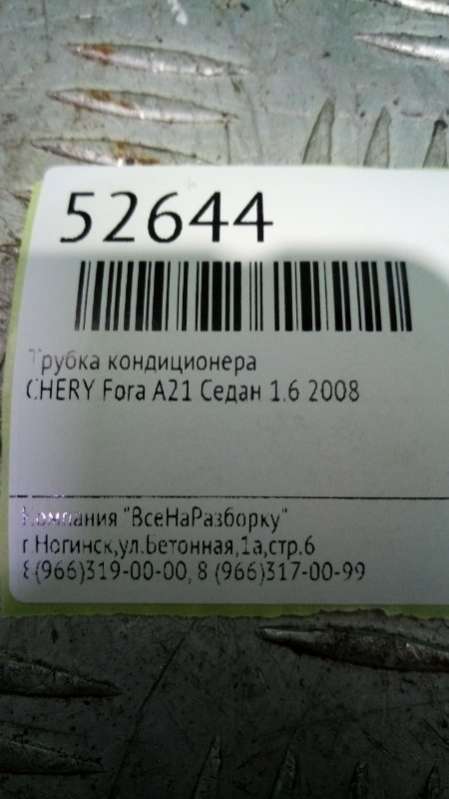 52644
Трубка кондиционера
CHERY Fora A21 Седан 1.6 2008
Компания "ВсеНаРазборку"
г.Ногинск,ул.Бетонная,1а,стр.6
8(966)319-00-00, 8 (966)317-00-99